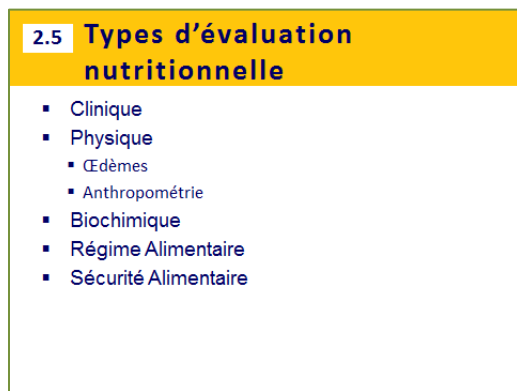 2.5 Types d'évaluation
nutritionnelle
▪ Clinique
▪ Physique
▪ Œdèmes
▪ Anthropométrie
▪ Biochimique
▪ Régime Alimentaire
▪ Sécurité Alimentaire